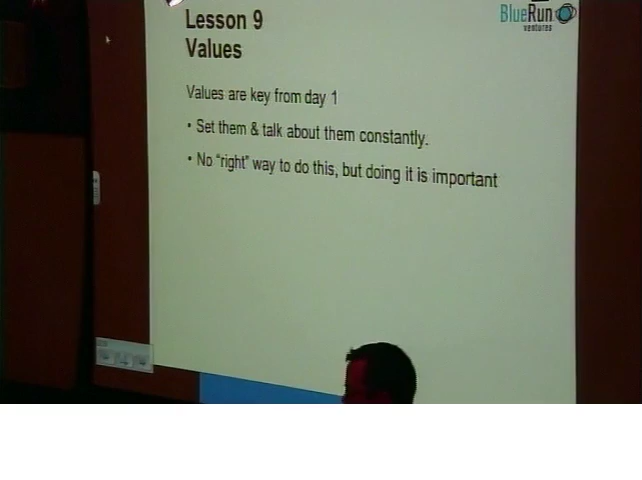 Lesson 9
Values
BlueRun
ventures
Values are key from day 1
• Set them & talk about them constantly.
• No "right" way to do this, but doing it is important